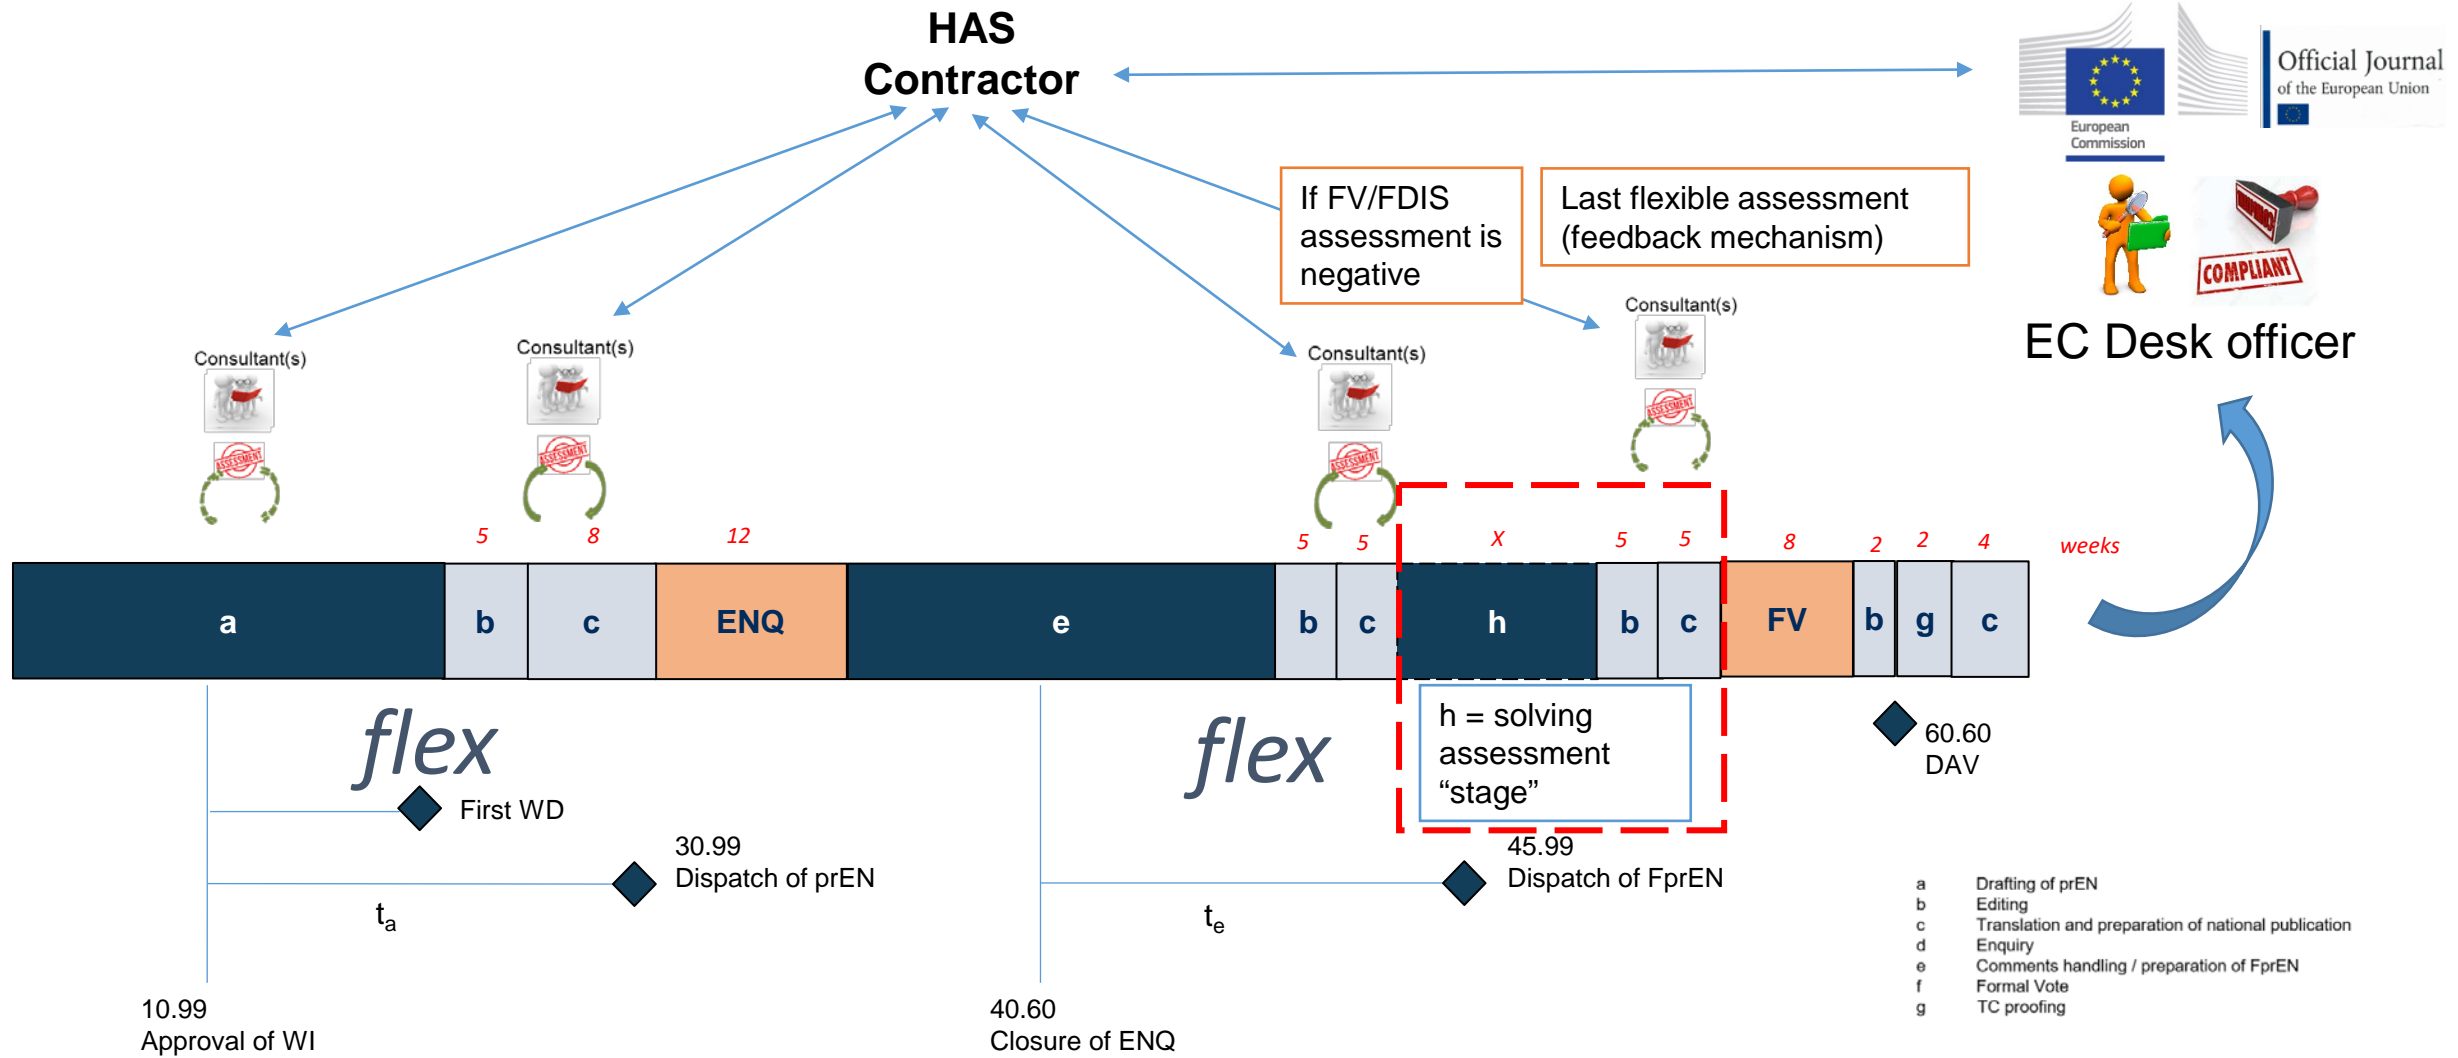 HAS
Contractor
Official Journal
of the European Union
European
Commission
If FV/FDIS
assessment is
negative
Last flexible assessment
(feedback mechanism)
COMPLIANT
EC Desk officer
Consultant(s)
ASSESSMENT
Consultant(s)
ASSESSMENT
Consultant(s)
ASSESSMENT
Consultant(s)
ASSESSMENT
5 8 12 5 5 X 5 5 8 2 2 4 weeks
a b c ENQ e b c h b c FV b g c
flex
flex
h = solving
assessment
“stage”
60.60
DAV
First WD
30.99
Dispatch of prEN
ta
45.99
Dispatch of FprEN
te
10.99
Approval of WI
40.60
Closure of ENQ
a Drafting of prEN
b Editing
c Translation and preparation of national publication
d Enquiry
e Comments handling / preparation of FprEN
f Formal Vote
g TC proofing